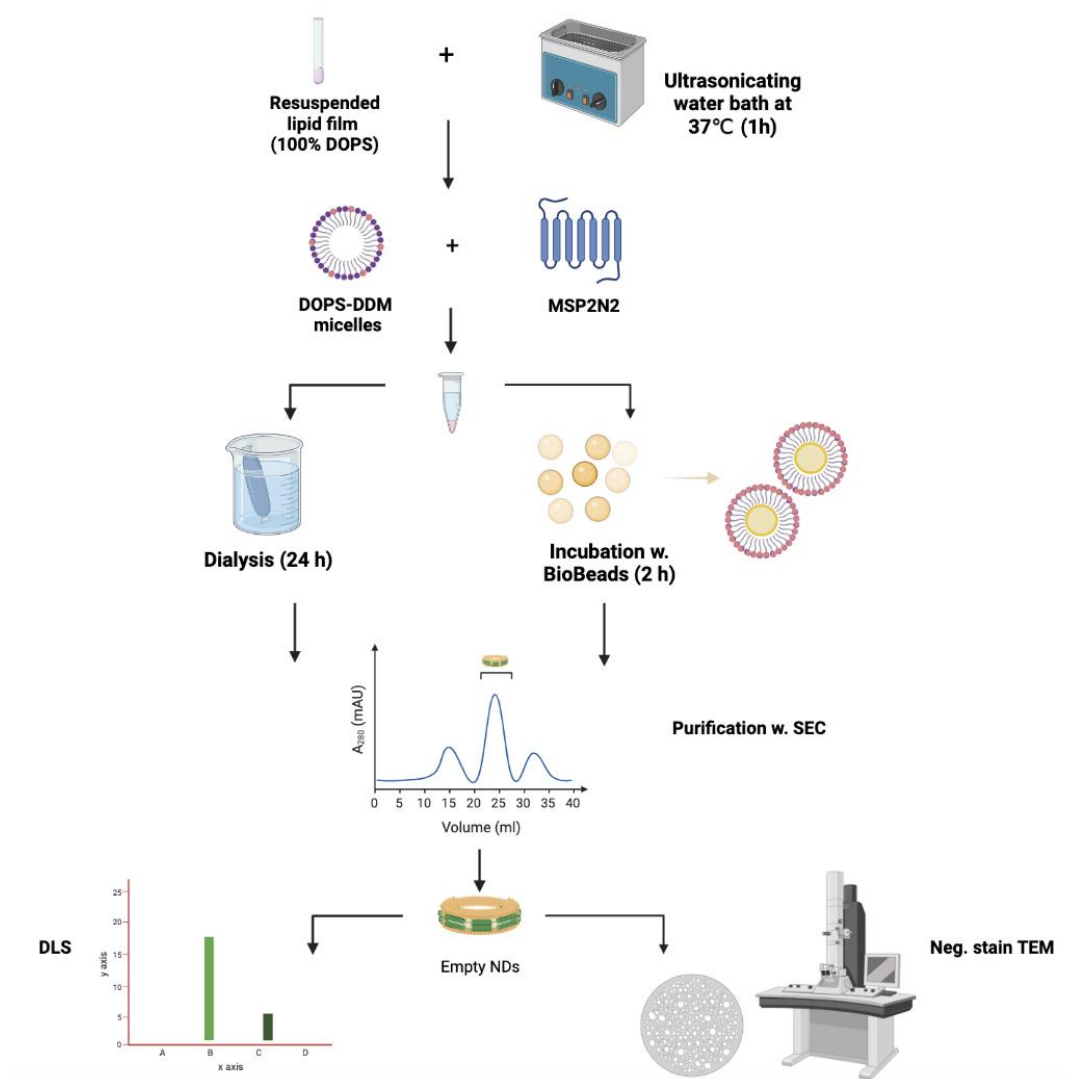 +
Resuspended
lipid film
(100% DOPS)
Ultrasonicating
water bath at
37℃ (1h)
+
DOPS-DDM
micelles
MSP2N2
Dialysis (24 h)
Incubation w.
BioBeads (2 h)
A280 (mAU)
0 5 10 15 20 25 30 35 40
Volume (ml)
Purification w. SEC
DLS
y axis
25
20
15
10
5
0
A B C D
x axis
Empty NDs
Neg. stain TEM